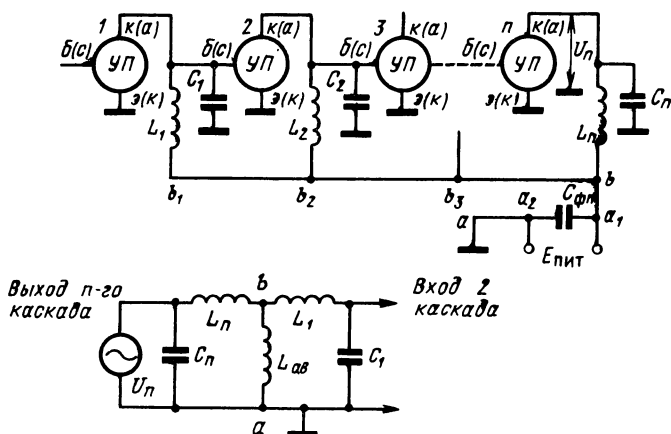 1 к(а) 2 к(а) 3 к(а) n к(а)
б(с) УП б(с) УП б(с) УП б(с) УП Uп
э(к) C₁ э(к) C₂ э(к) э(к) Cп
L₁ L₂ Lп
b₁ b₂ b₃ b
Cфп
a a₂ a₁
Eпит
Выход п-го каскада
b
Вход 2 каскада
Lп L₁
Uп Cп Lав C₁
a